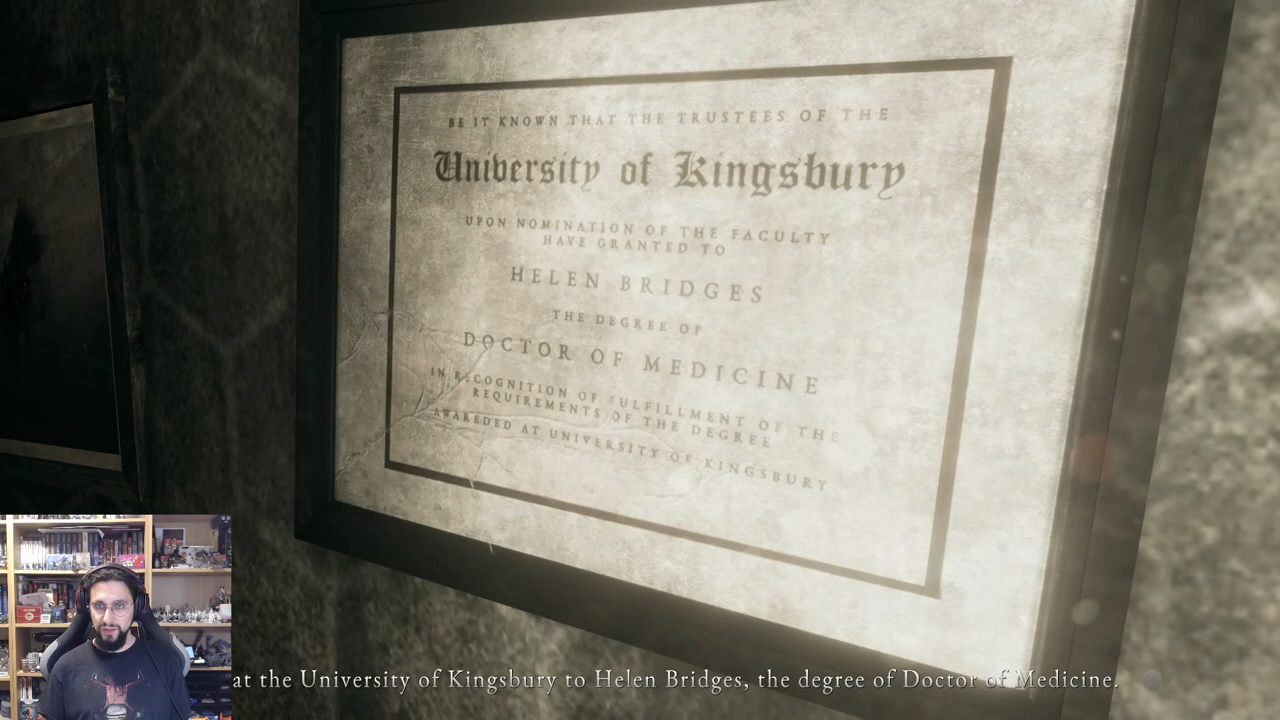 BE IT KNOWN THAT THE TRUSTEES OF THE
University of Kingsbury
UPON NOMINATION OF THE FACULTY
HAVE GRANTED TO
HELEN BRIDGES
THE DEGREE OF
DOCTOR OF MEDICINE
IN RECOGNITION OF FULFILLMENT OF THE
REQUIREMENTS OF THE DEGREE
AWAREDED AT UNIVERSITY OF KINGSBURY
at the University of Kingsbury to Helen Bridges, the degree of Doctor of Medicine.